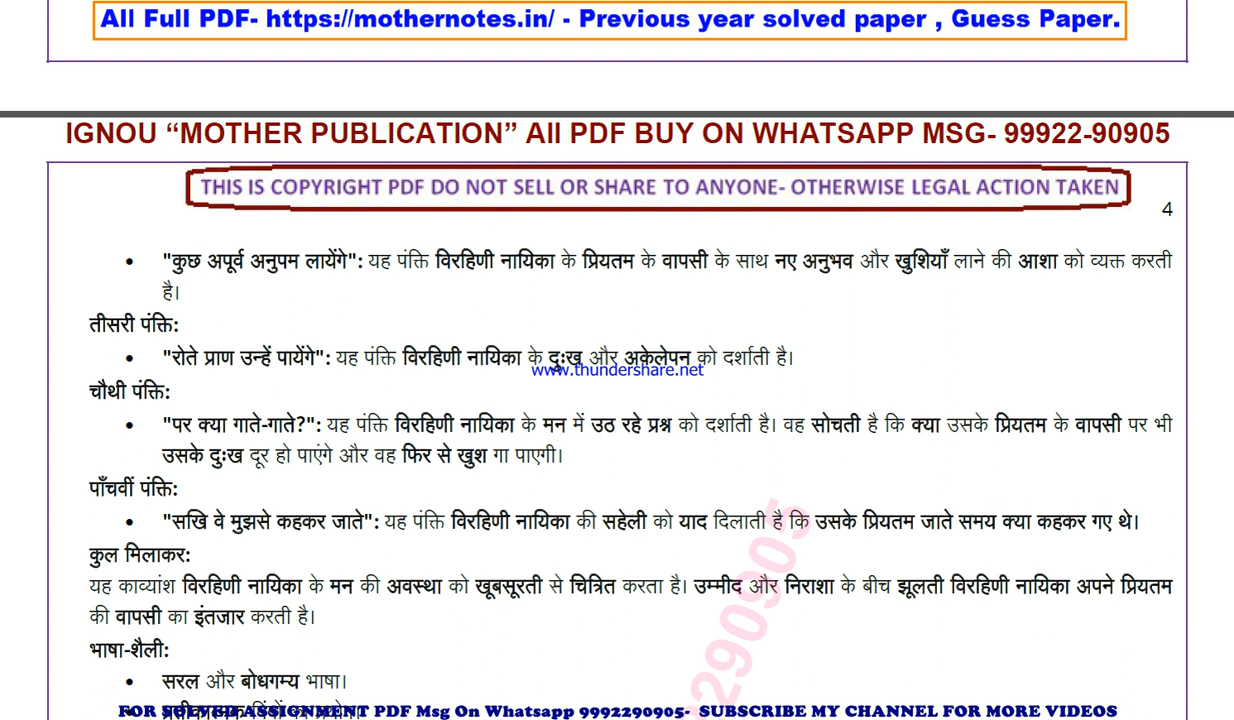 All Full PDF- https://mothernotes.in/ - Previous year solved paper , Guess Paper.
IGNOU “MOTHER PUBLICATION” All PDF BUY ON WHATSAPP MSG- 99922-90905
THIS IS COPYRIGHT PDF DO NOT SELL OR SHARE TO ANYONE- OTHERWISE LEGAL ACTION TAKEN
4
• "कुछ अपूर्व अनुपम लायेंगे": यह पंक्ति विरहिणी नायिका के प्रियतम के वापसी के साथ नए अनुभव और खुशियाँ लाने की आशा को व्यक्त करती
है।
तीसरी पंक्ति:
• "रोते प्राण उन्हें पायेंगे": यह पंक्ति विरहिणी नायिका के दुःख और अकेलेपन को दर्शाती है।
www.thundershare.net
चौथी पंक्ति:
• "पर क्या गाते-गाते?": यह पंक्ति विरहिणी नायिका के मन में उठ रहे प्रश्न को दर्शाती है। वह सोचती है कि क्या उसके प्रियतम के वापसी पर भी
उसके दुःख दूर हो पाएंगे और वह फिर से खुश गा पाएगी।
पाँचवीं पंक्ति:
• "सखि वे मुझसे कहकर जाते": यह पंक्ति विरहिणी नायिका की सहेली को याद दिलाती है कि उसके प्रियतम जाते समय क्या कहकर गए थे।
कुल मिलाकर:
यह काव्यांश विरहिणी नायिका के मन की अवस्था को खूबसूरती से चित्रित करता है। उम्मीद और निराशा के बीच झूलती विरहिणी नायिका अपने प्रियतम
की वापसी का इंतजार करती है।
भाषा-शैली:
• सरल और बोधगम्य भाषा।
FOR SOLVED ASSIGNMENT PDF Msg On Whatsapp 9992290905- SUBSCRIBE MY CHANNEL FOR MORE VIDEOS
290905